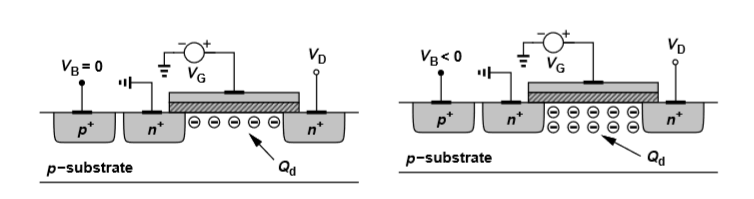 V_B = 0
− +
V_G
V_D
p⁺
n⁺
− − − − −
n⁺
Q_d
p−substrate
V_B < 0
− +
V_G
V_D
p⁺
n⁺
− − − − −
− − − − −
n⁺
Q_d
p−substrate